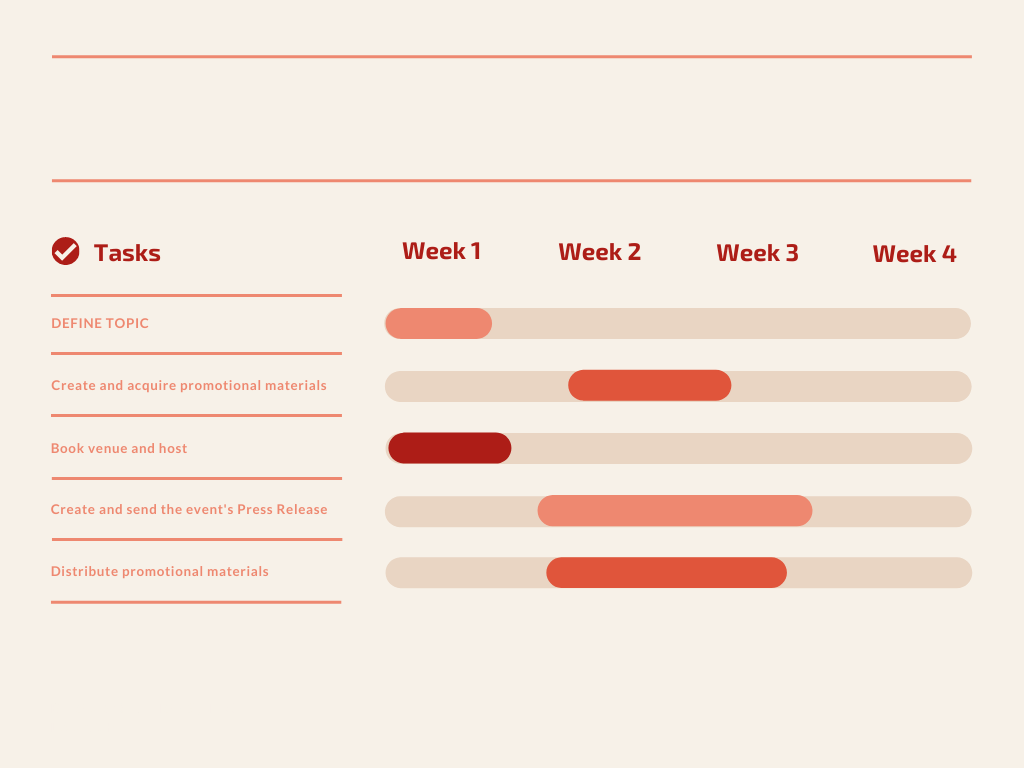 Tasks
Week 1
Week 2
Week 3
Week 4
DEFINE TOPIC
Create and acquire promotional materials
Book venue and host
Create and send the event's Press Release
Distribute promotional materials